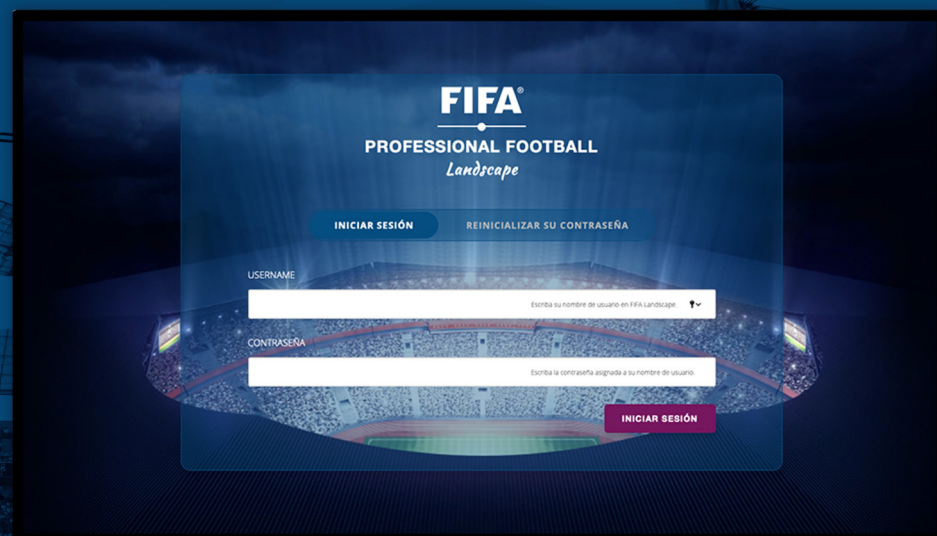 FIFA®
PROFESSIONAL FOOTBALL
Landscape
INICIAR SESIÓN
REINICIALIZAR SU CONTRASEÑA
USERNAME
Escriba su nombre de usuario en FIFA Landscape.
CONTRASEÑA
Escriba la contraseña asignada a su nombre de usuario.
INICIAR SESIÓN